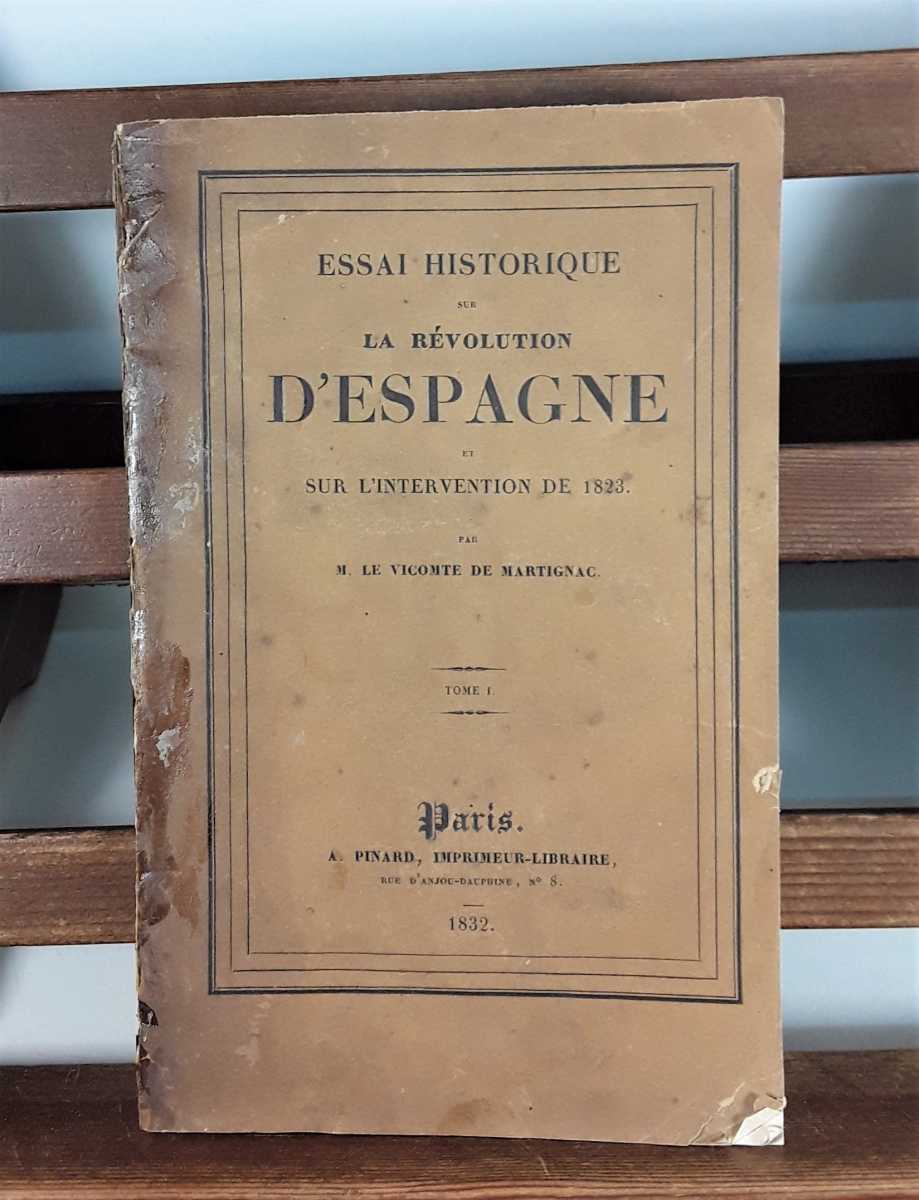 ESSAI HISTORIQUE
SUR
LA RÉVOLUTION
D'ESPAGNE
ET
SUR L'INTERVENTION DE 1823.
PAR
M. LE VICOMTE DE MARTIGNAC.
TOME I.
Paris.
A. PINARD, IMPRIMEUR-LIBRAIRE,
RUE D'ANJOU-DAUPHINE, Nº 8.
1832.